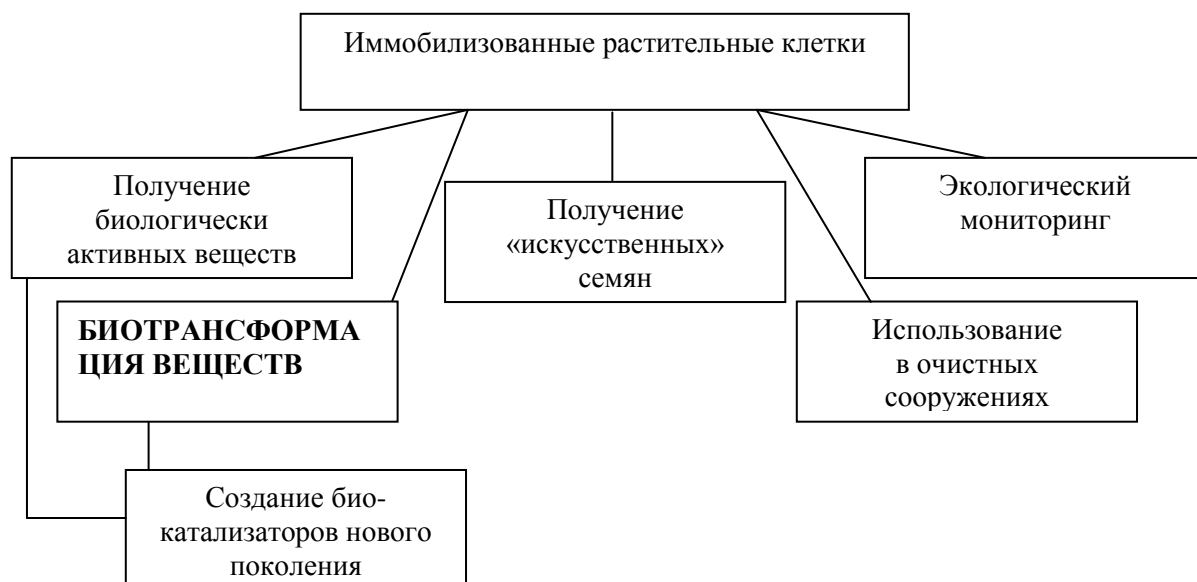 Иммобилизованные растительные клетки
Получение
биологически
активных веществ
Получение
«искусственных»
семян
Экологический
мониторинг
БИОТРАНСФОРМА
ЦИЯ ВЕЩЕСТВ
Использование
в очистных
сооружениях
Создание био-
катализаторов нового
поколения